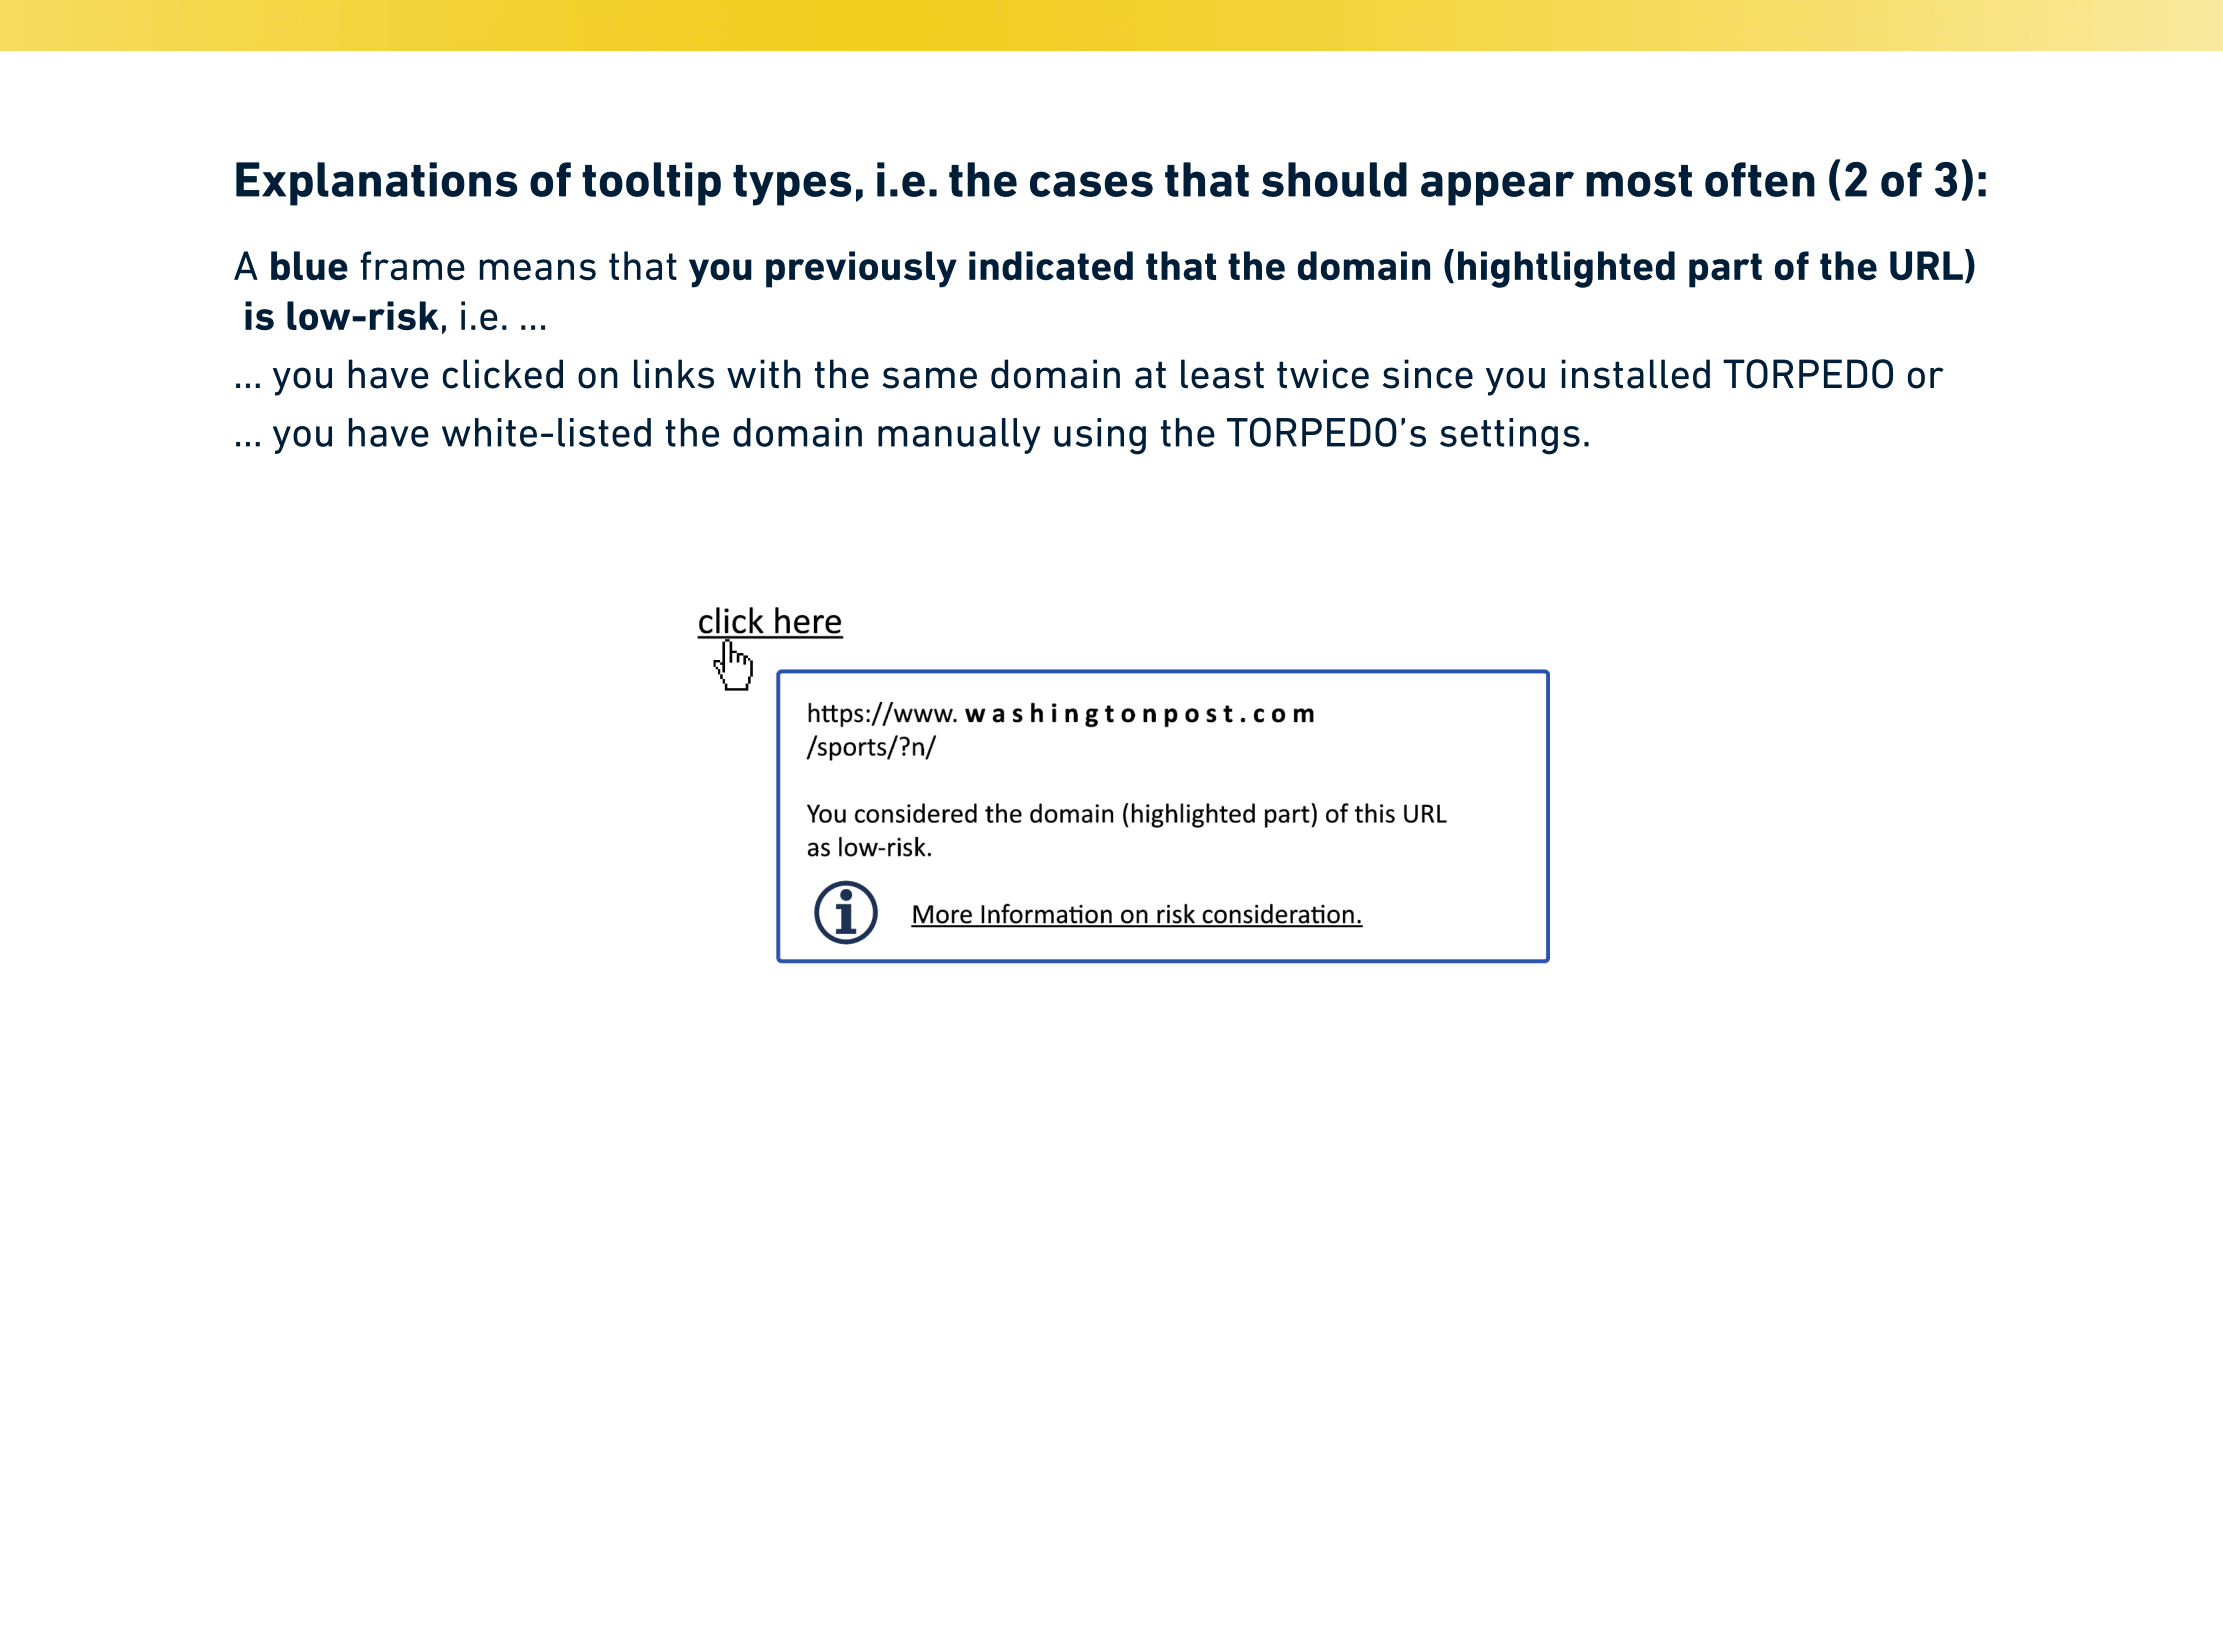 Explanations of tooltip types, i.e. the cases that should appear most often (2 of 3):
A blue frame means that you previously indicated that the domain (hightlighted part of the URL)
is low-risk, i.e. ...
... you have clicked on links with the same domain at least twice since you installed TORPEDO or
... you have white-listed the domain manually using the TORPEDO's settings.
click here
https://www. washingtonpost.com
/sports/?n/
You considered the domain (highlighted part) of this URL
as low-risk.
More Information on risk consideration.